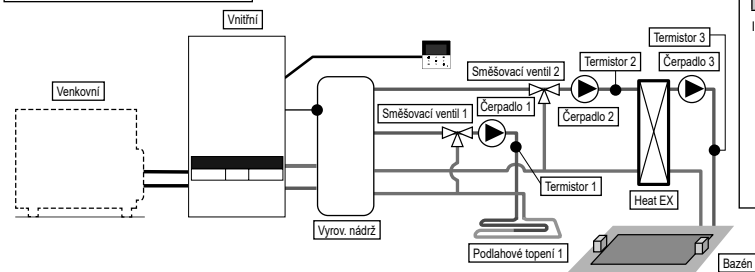 Vnitřní
Termistor 3
I
Směšovací ventil 2
Termistor 2
Čerpadlo 3
Venkovní
Směšovací ventil 1
Čerpadlo 1
Čerpadlo 2
Termistor 1
Heat EX
Vyrov. nádrž
Podlahové topení 1
Bazén